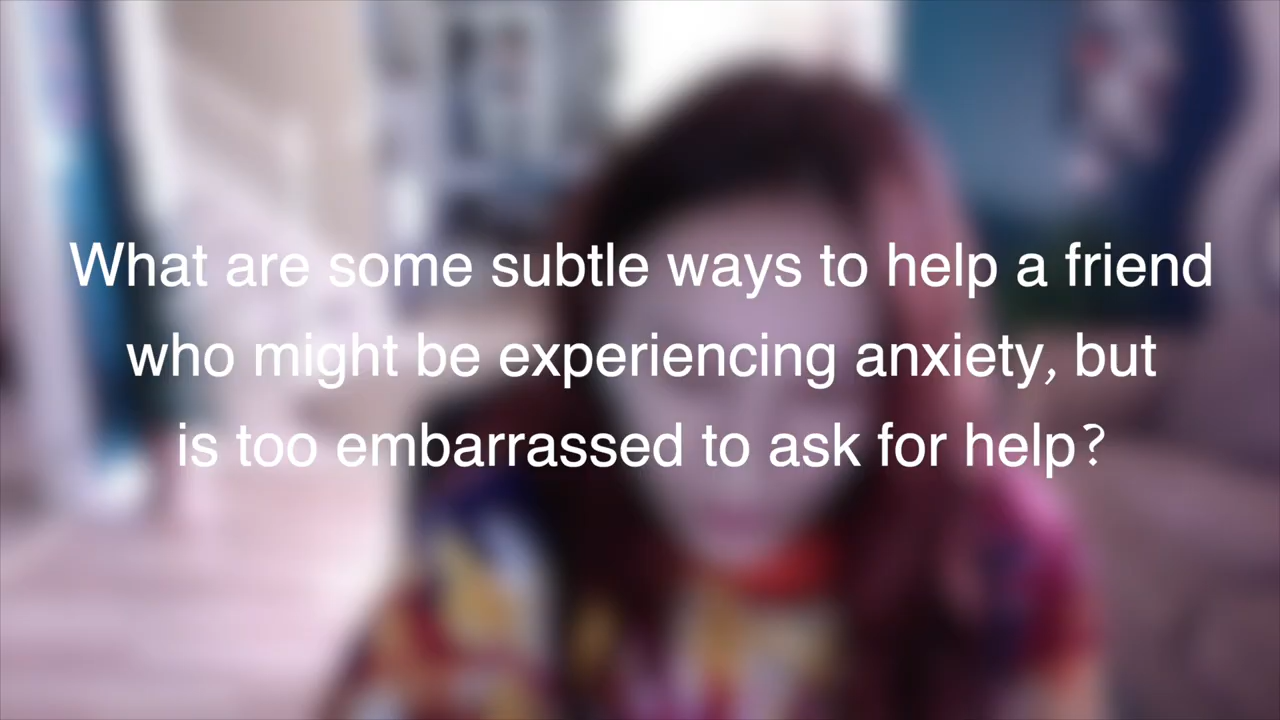 What are some subtle ways to help a friend
who might be experiencing anxiety, but
is too embarrassed to ask for help?